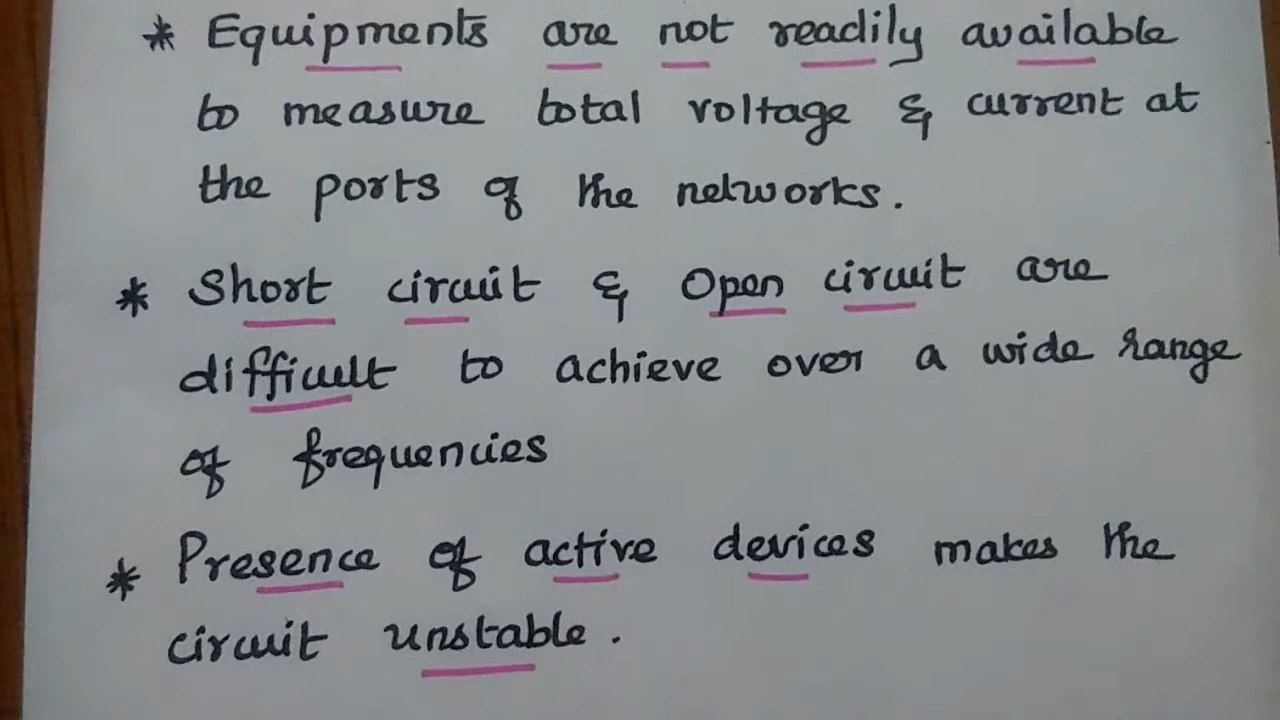 * Equipments are not readily available
to measure total voltage & current at
the ports of the networks.
* Short circuit & Open circuit are
difficult to achieve over a wide range
of frequencies
* Presence of active devices makes the
circuit unstable.